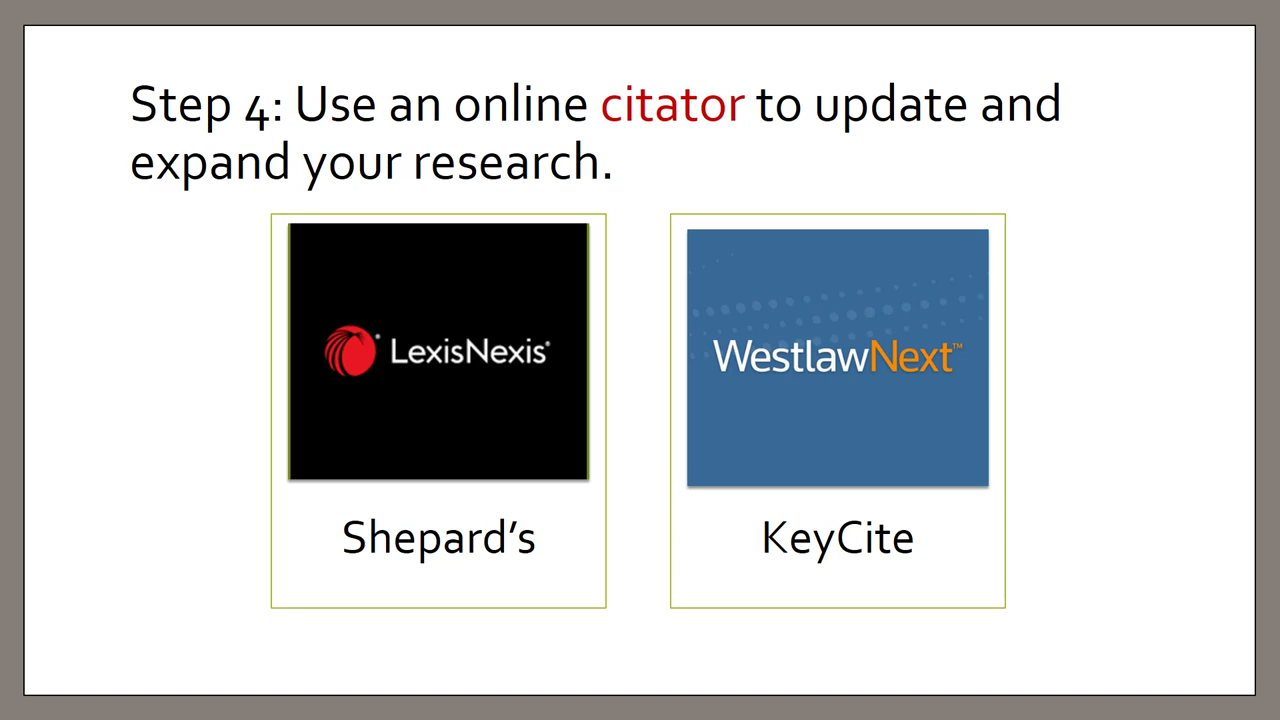 Step 4: Use an online citator to update and
expand your research.
LexisNexis®
WestlawNext™
Shepard’s
KeyCite